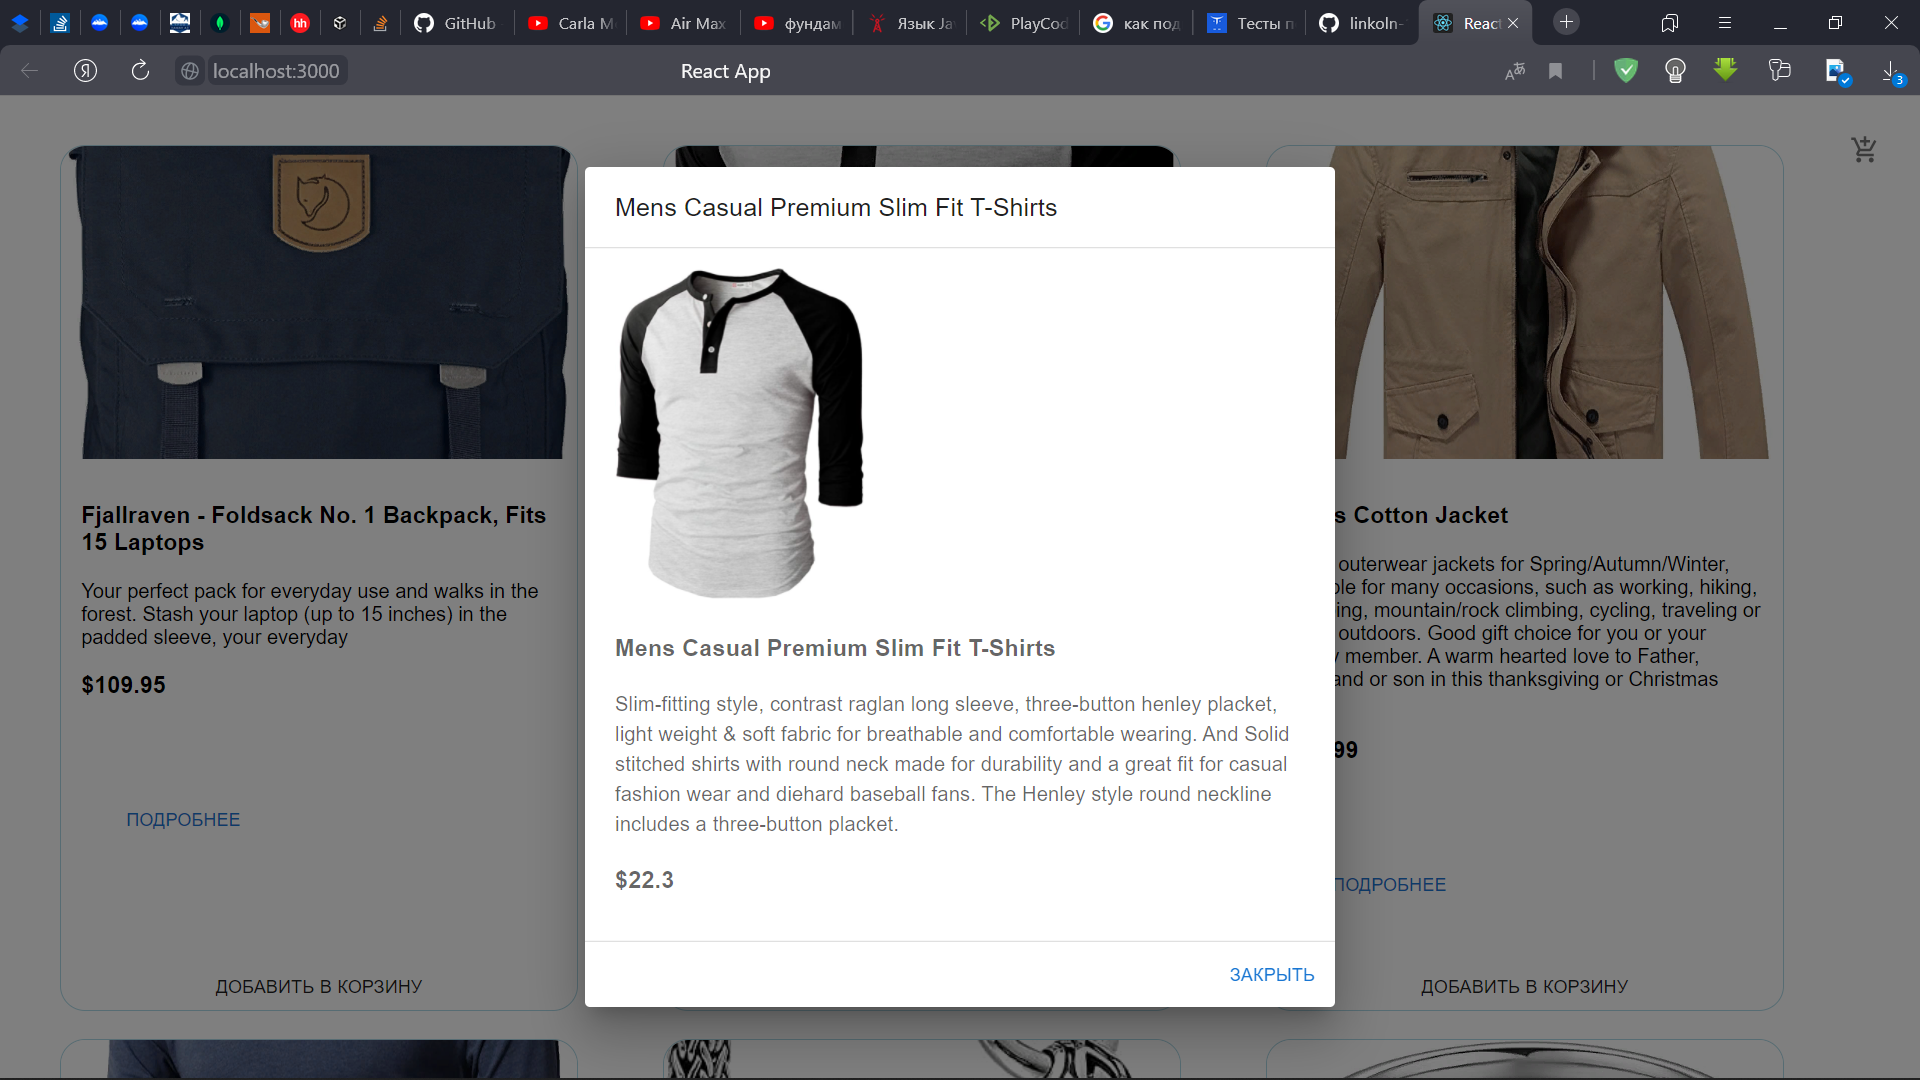 GitHub
Carla M
Air Max
фундам
Язык Ja
PlayCod
как под
Тесты п
linkoln-
React
localhost:3000
React App
3
Mens Casual Premium Slim Fit T-Shirts
Fjallraven - Foldsack No. 1 Backpack, Fits
15 Laptops
Your perfect pack for everyday use and walks in the
forest. Stash your laptop (up to 15 inches) in the
padded sleeve, your everyday
$109.95
ПОДРОБНЕЕ
ДОБАВИТЬ В КОРЗИНУ
Mens Casual Premium Slim Fit T-Shirts
Slim-fitting style, contrast raglan long sleeve, three-button henley placket,
light weight & soft fabric for breathable and comfortable wearing. And Solid
stitched shirts with round neck made for durability and a great fit for casual
fashion wear and diehard baseball fans. The Henley style round neckline
includes a three-button placket.
$22.3
ЗАКРЫТЬ
s Cotton Jacket
outerwear jackets for Spring/Autumn/Winter,
ble for many occasions, such as working, hiking,
ing, mountain/rock climbing, cycling, traveling or
outdoors. Good gift choice for you or your
member. A warm hearted love to Father,
and or son in this thanksgiving or Christmas
99
ПОДРОБНЕЕ
ДОБАВИТЬ В КОРЗИНУ